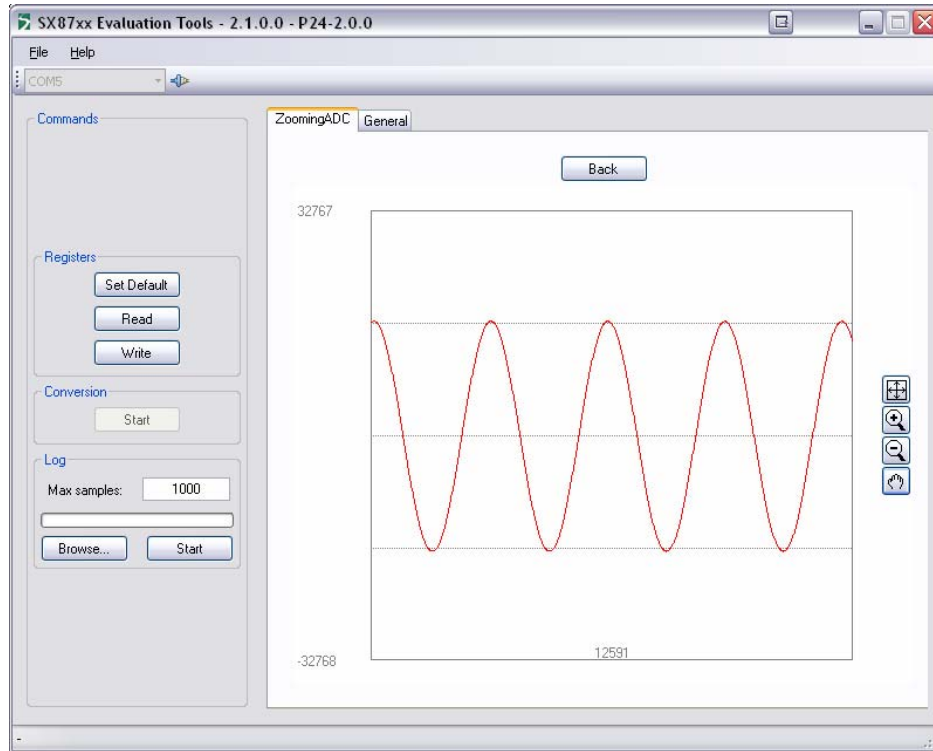 SX87xx Evaluation Tools - 2.1.0.0 - P24-2.0.0
File Help
COM5
Commands
Registers
Set Default
Read
Write
Conversion
Start
Log
Max samples: 1000
Browse... Start
ZoomingADC General
Back
32767
-32768
12591
-